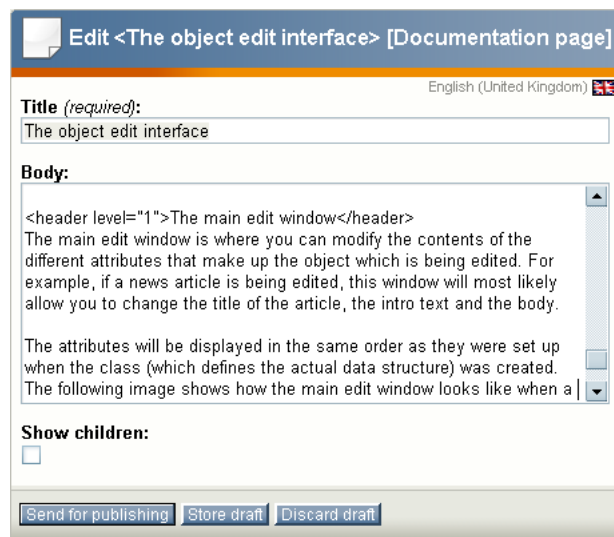 Edit <The object edit interface> [Documentation page]
English (United Kingdom)
Title (required):
The object edit interface
Body:
<header level="1">The main edit window</header>
The main edit window is where you can modify the contents of the
different attributes that make up the object which is being edited. For
example, if a news article is being edited, this window will most likely
allow you to change the title of the article, the intro text and the body.
The attributes will be displayed in the same order as they were set up
when the class (which defines the actual data structure) was created.
The following image shows how the main edit window looks like when a
Show children:
Send for publishing Store draft Discard draft